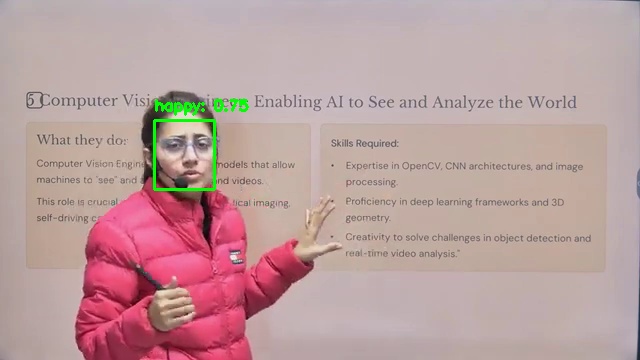 5 Computer Vision Enabling AI to See and Analyze the World
happy: 0.75
What they do:
Computer Vision models that allow
machines to "see" and and videos.
This role is crucial imaging,
self-driving
Skills Required:
• Expertise in OpenCV, CNN architectures, and image
processing.
• Proficiency in deep learning frameworks and 3D
geometry.
• Creativity to solve challenges in object detection and
real-time video analysis."